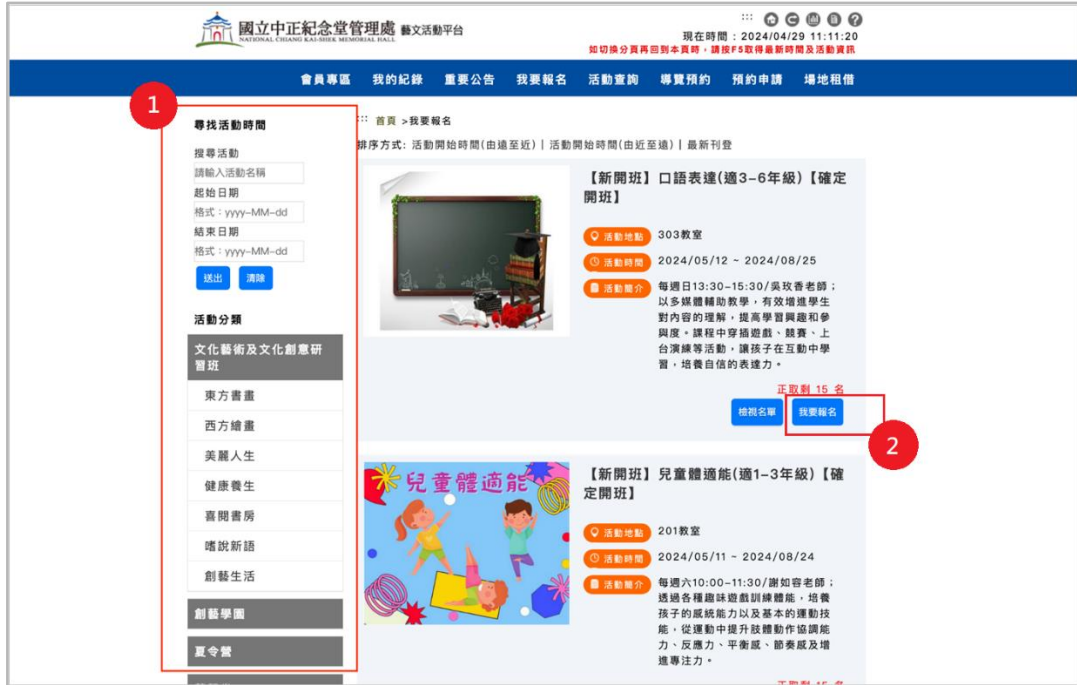 國立中正紀念堂管理處 藝文活動平台
NATIONAL CHIANG KAI-SHEK MEMORIAL HALL
現在時間 : 2024/04/29 11:11:20
如切換分頁再回到本頁時，請按F5取得最新時間及活動資訊
會員專區 我的紀錄 重要公告 我要報名 活動查詢 導覽預約 預約申請 場地租借
1
尋找活動時間
搜尋活動
請輸入活動名稱
起始日期
格式：yyyy-MM-dd
結束日期
格式：yyyy-MM-dd
送出 清除
活動分類
文化藝術及文化創意研
習班
東方書畫
西方繪畫
美麗人生
健康養生
喜閱書房
嗜說新語
創藝生活
創藝學園
夏令營
::: 首頁 >我要報名
排序方式: 活動開始時間(由遠至近)｜活動開始時間(由近至遠)｜最新刊登
【新開班】口語表達(適3-6年級)【確定
開班】
活動地點 303教室
活動時間 2024/05/12 ~ 2024/08/25
活動簡介 每週日13:30-15:30/吳玫香老師；
以多媒體輔助教學，有效增進學生
對內容的理解，提高學習興趣和參
與度。課程中穿插遊戲、競賽、上
台演練等活動，讓孩子在互動中學
習，培養自信的表達力。
正取剩 15 名
檢視名單 我要報名
2
兒童體適能
【新開班】兒童體適能(適1-3年級)【確
定開班】
活動地點 201教室
活動時間 2024/05/11 ~ 2024/08/24
活動簡介 每週六10:00-11:30/謝如容老師；
透過各種趣味遊戲訓練體能，培養
孩子的感統能力以及基本的運動技
能，從運動中提升肢體動作協調能
力、反應力、平衡感、節奏感及增
進專注力。
正取剩 15 名